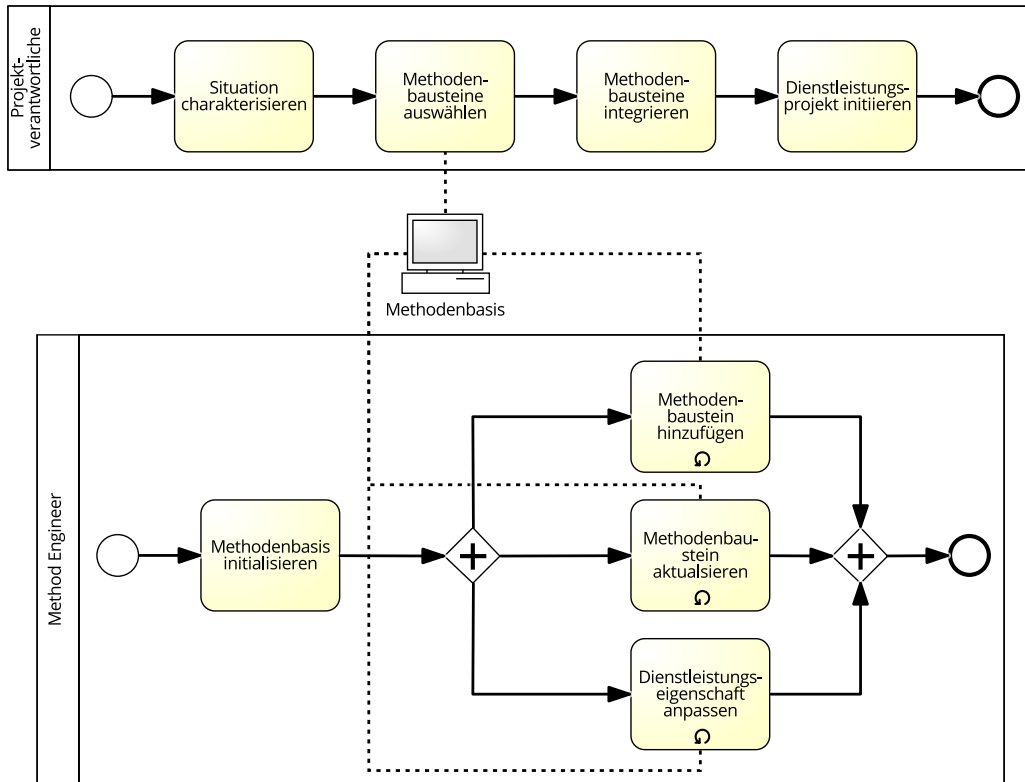 Projekt-
verantwortliche
Situation
charakterisieren
Methoden-
bausteine
auswählen
Methoden-
bausteine
integrieren
Dienstleistungs-
projekt initiieren
Methodenbasis
Method Engineer
Methodenbasis
initialisieren
Methoden-
baustein
hinzufügen
Methodenbau-
stein
aktualsieren
Dienstleistungs-
eigenschaft
anpassen